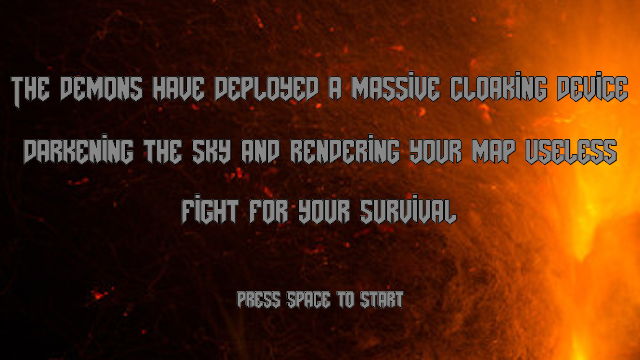 The demons have deployed a massive cloaking device
darkening the sky and rendering your map useless
fight for your survival
press space to start